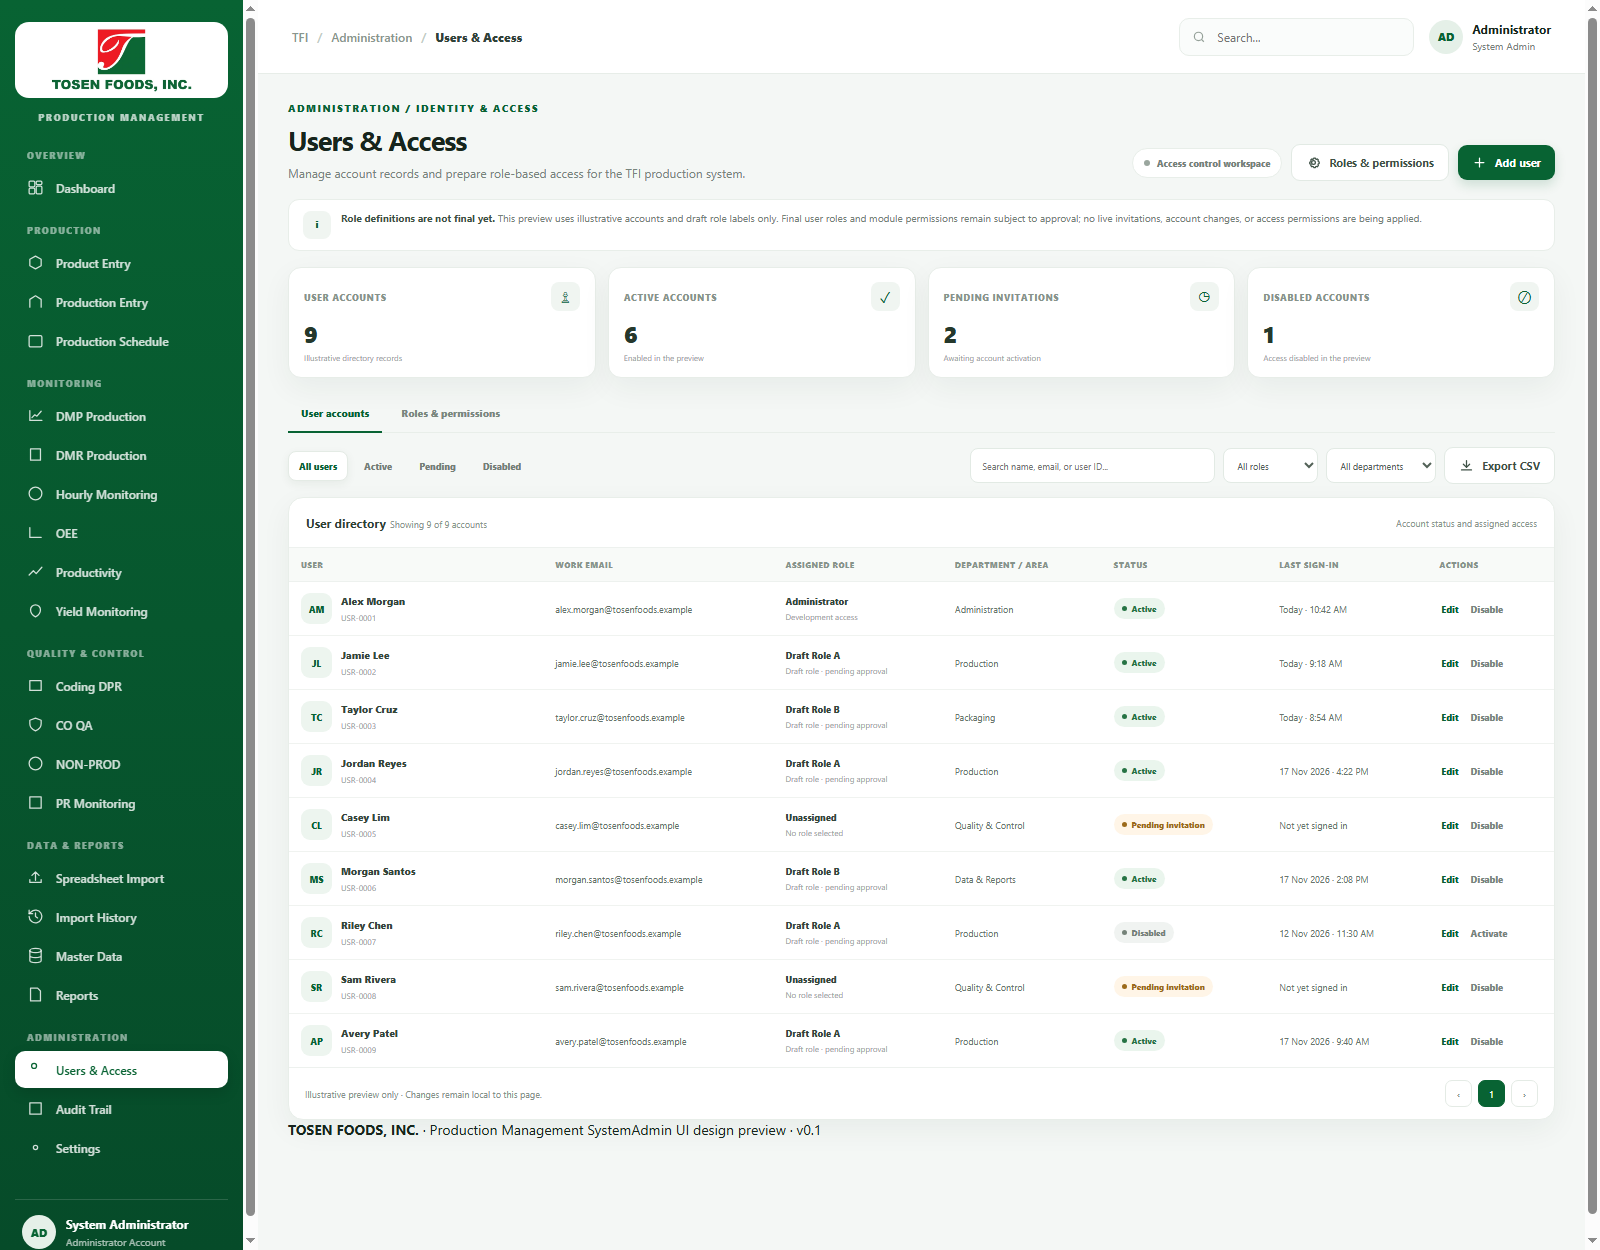 TOSEN FOODS, INC.
PRODUCTION MANAGEMENT
OVERVIEW
Dashboard
PRODUCTION
Product Entry
Production Entry
Production Schedule
MONITORING
DMP Production
DMR Production
Hourly Monitoring
OEE
Productivity
Yield Monitoring
QUALITY & CONTROL
Coding DPR
CO QA
NON-PROD
PR Monitoring
DATA & REPORTS
Spreadsheet Import
Import History
Master Data
Reports
ADMINISTRATION
Users & Access
Audit Trail
Settings
AD System Administrator
Administrator Account
TFI / Administration / Users & Access
Search...
AD Administrator
System Admin
ADMINISTRATION / IDENTITY & ACCESS
Users & Access
Manage account records and prepare role-based access for the TFI production system.
Access control workspace
Roles & permissions
+ Add user
i Role definitions are not final yet. This preview uses illustrative accounts and draft role labels only. Final user roles and module permissions remain subject to approval; no live invitations, account changes, or access permissions are being applied.
USER ACCOUNTS
9
Illustrative directory records
ACTIVE ACCOUNTS
✓
6
Enabled in the preview
PENDING INVITATIONS
2
Awaiting account activation
DISABLED ACCOUNTS
1
Access disabled in the preview
User accounts Roles & permissions
All users Active Pending Disabled
Search name, email, or user ID...
All roles
All departments
Export CSV
User directory Showing 9 of 9 accounts
Account status and assigned access
USER WORK EMAIL ASSIGNED ROLE DEPARTMENT / AREA STATUS LAST SIGN-IN ACTIONS
AM Alex Morgan
USR-0001
alex.morgan@tosenfoods.example
Administrator
Development access
Administration
Active
Today · 10:42 AM
Edit Disable
JL Jamie Lee
USR-0002
jamie.lee@tosenfoods.example
Draft Role A
Draft role · pending approval
Production
Active
Today · 9:18 AM
Edit Disable
TC Taylor Cruz
USR-0003
taylor.cruz@tosenfoods.example
Draft Role B
Draft role · pending approval
Packaging
Active
Today · 8:54 AM
Edit Disable
JR Jordan Reyes
USR-0004
jordan.reyes@tosenfoods.example
Draft Role A
Draft role · pending approval
Production
Active
17 Nov 2026 · 4:22 PM
Edit Disable
CL Casey Lim
USR-0005
casey.lim@tosenfoods.example
Unassigned
No role selected
Quality & Control
Pending invitation
Not yet signed in
Edit Disable
MS Morgan Santos
USR-0006
morgan.santos@tosenfoods.example
Draft Role B
Draft role · pending approval
Data & Reports
Active
17 Nov 2026 · 2:08 PM
Edit Disable
RC Riley Chen
USR-0007
riley.chen@tosenfoods.example
Draft Role A
Draft role · pending approval
Production
Disabled
12 Nov 2026 · 11:30 AM
Edit Activate
SR Sam Rivera
USR-0008
sam.rivera@tosenfoods.example
Unassigned
No role selected
Quality & Control
Pending invitation
Not yet signed in
Edit Disable
AP Avery Patel
USR-0009
avery.patel@tosenfoods.example
Draft Role A
Draft role · pending approval
Production
Active
17 Nov 2026 · 9:40 AM
Edit Disable
Illustrative preview only · Changes remain local to this page.
‹ 1 ›
TOSEN FOODS, INC. · Production Management SystemAdmin UI design preview · v0.1